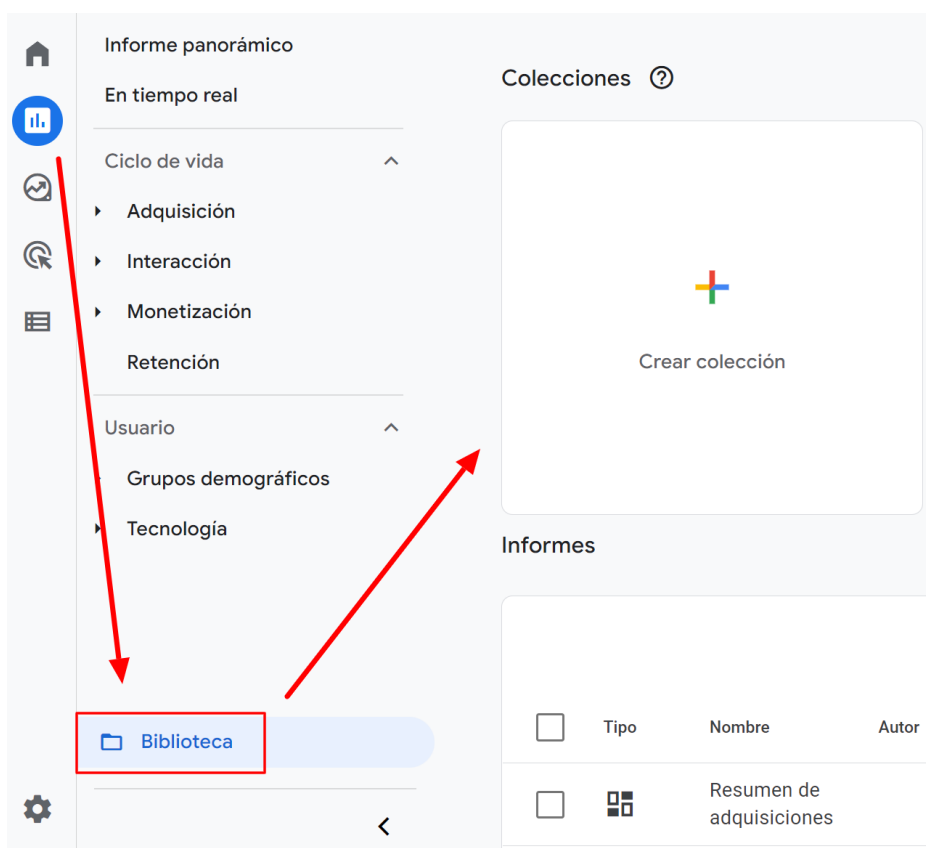 Informe panorámico
En tiempo real
Ciclo de vida
Adquisición
Interacción
Monetización
Retención
Usuario
Grupos demográficos
Tecnología
Biblioteca
Colecciones ?
Crear colección
Informes
Tipo Nombre Autor
Resumen de
adquisiciones